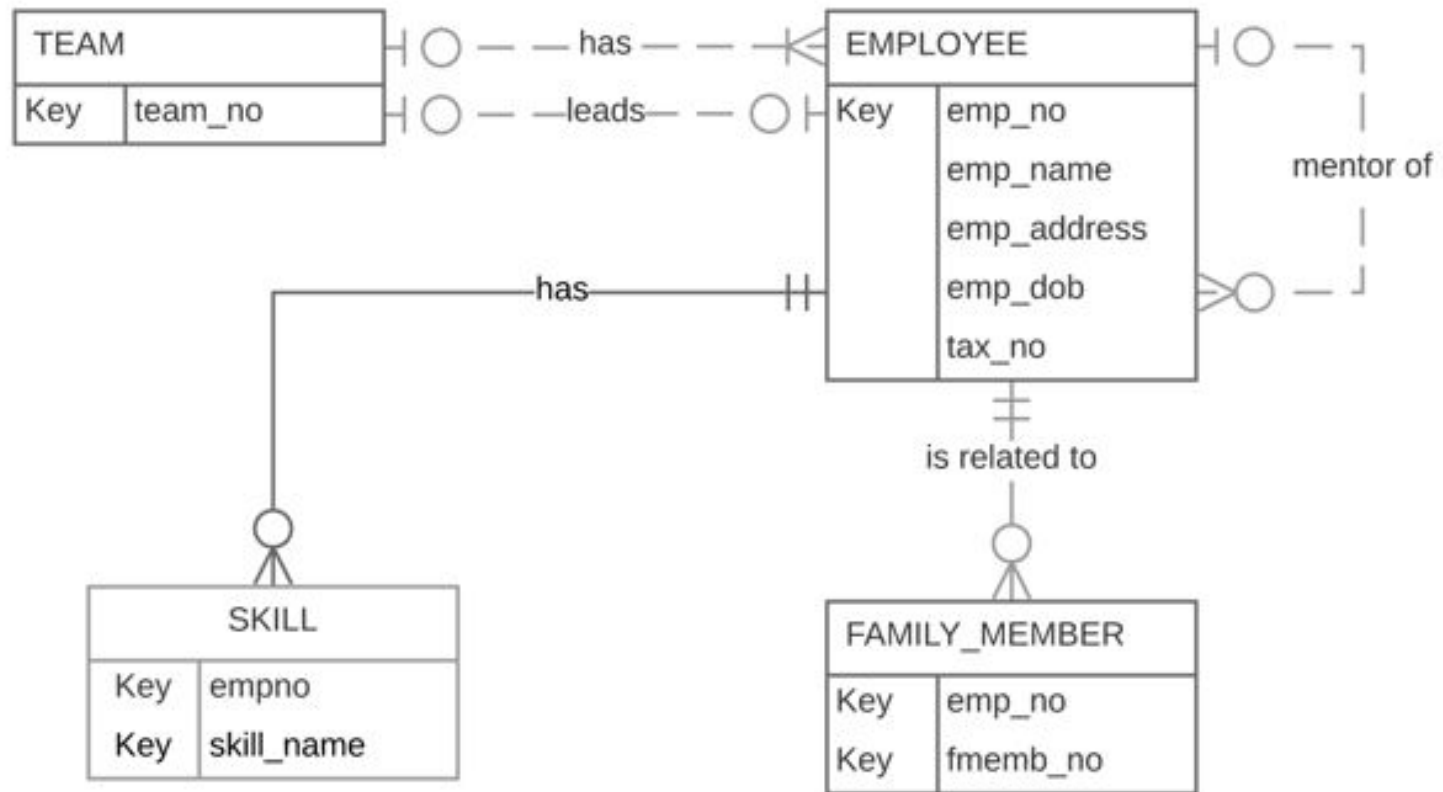 TEAM
Key team_no
has
leads
EMPLOYEE
Key emp_no
emp_name
emp_address
emp_dob
tax_no
mentor of
has
is related to
SKILL
Key empno
Key skill_name
FAMILY_MEMBER
Key emp_no
Key fmemb_no